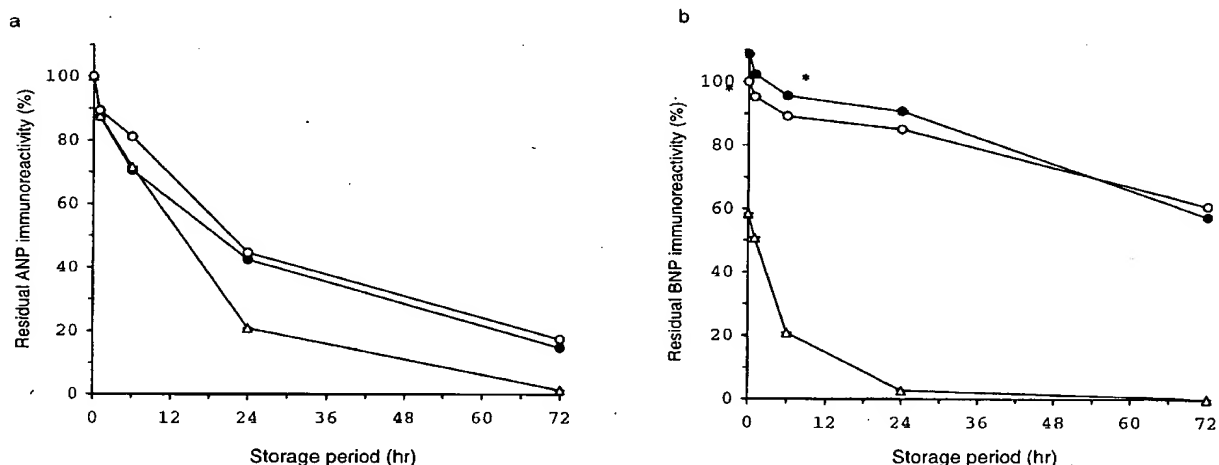 a
Residual ANP immunoreactivity (%)
100
80
60
40
20
0
0 12 24 36 48 60 72
Storage period (hr)
b
Residual BNP immunoreactivity (%)
100
80
60
40
20
0
*
*
0 12 24 36 48 60 72
Storage period (hr)